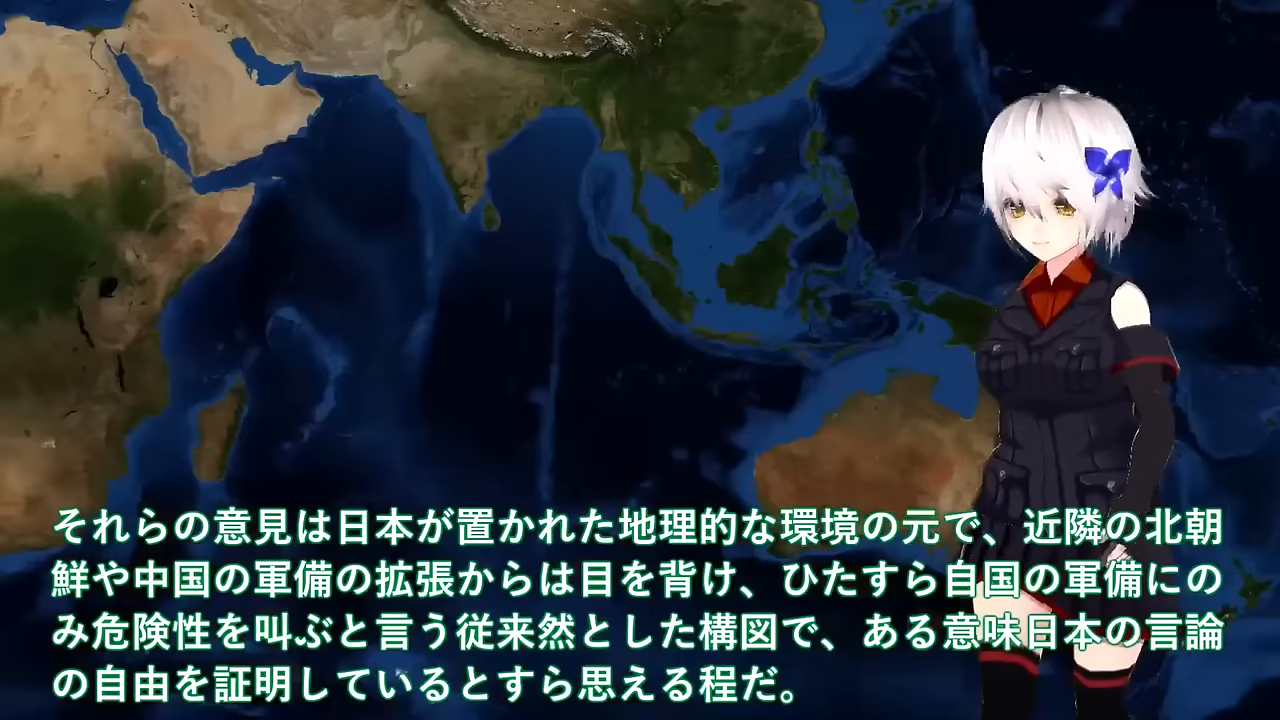 それらの意見は日本が置かれた地理的な環境の元で、近隣の北朝
鮮や中国の軍備の拡張からは目を背け、ひたすら自国の軍備にの
み危険性を叫ぶと言う従来然とした構図で、ある意味日本の言論
の自由を証明しているとすら思える程だ。